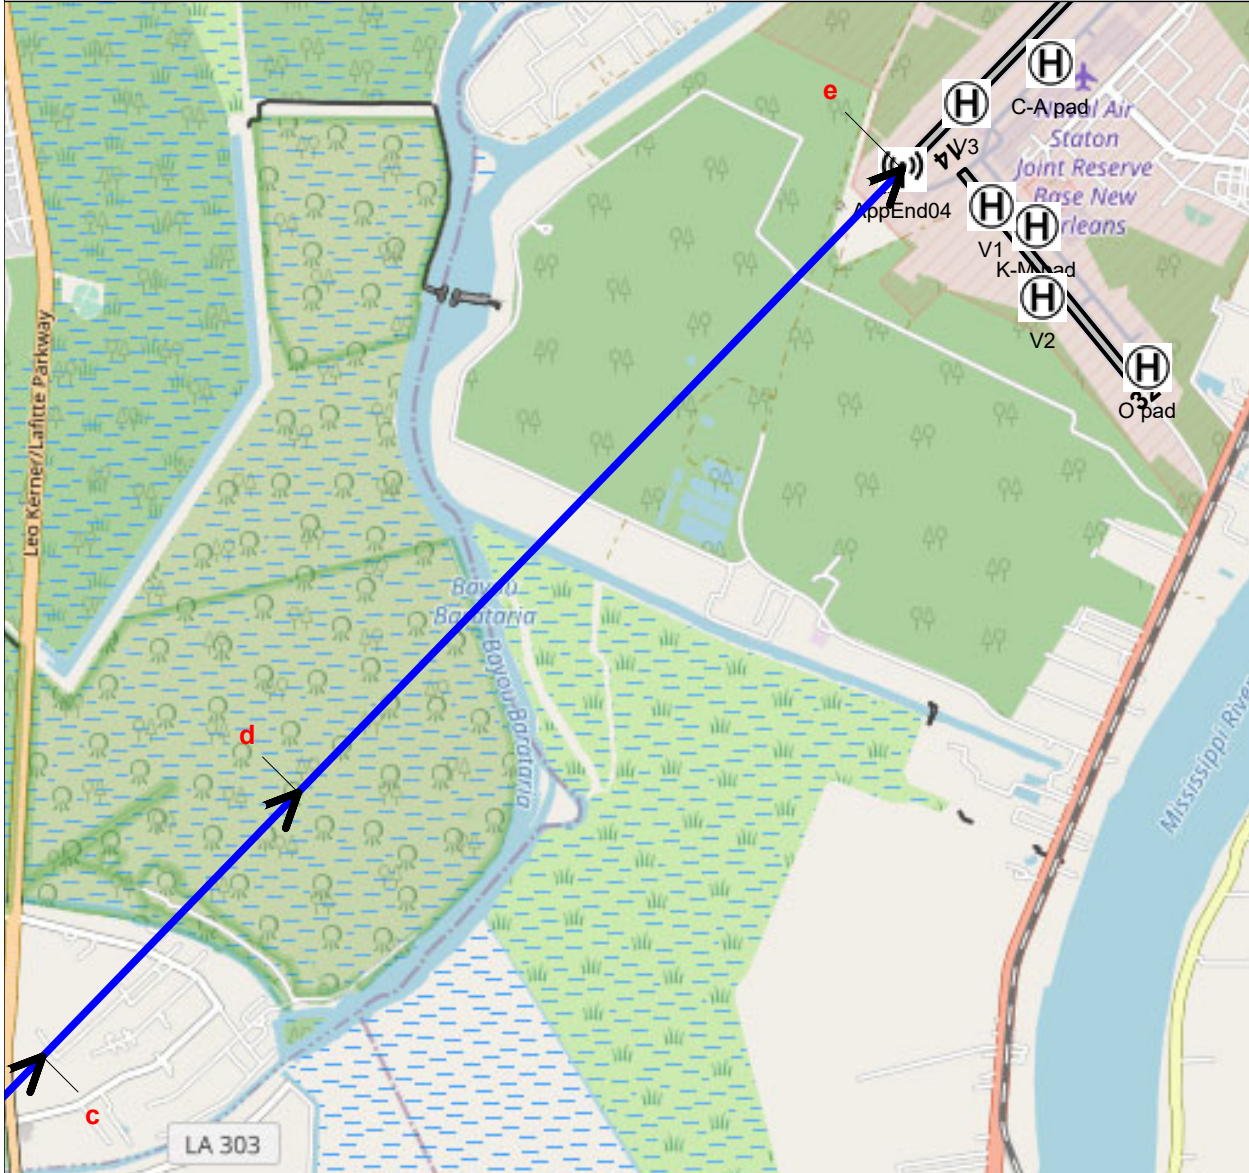 e
C-A pad
Naval Air
Staton
Joint Reserve
Base New
Orleans
V3
14
AppEnd04
V1
K-M pad
V2
32
O pad
Leo Kerner/Lafitte Parkway
Bayou
Barataria
Bayou Barataria
d
Mississippi River
c
LA 303